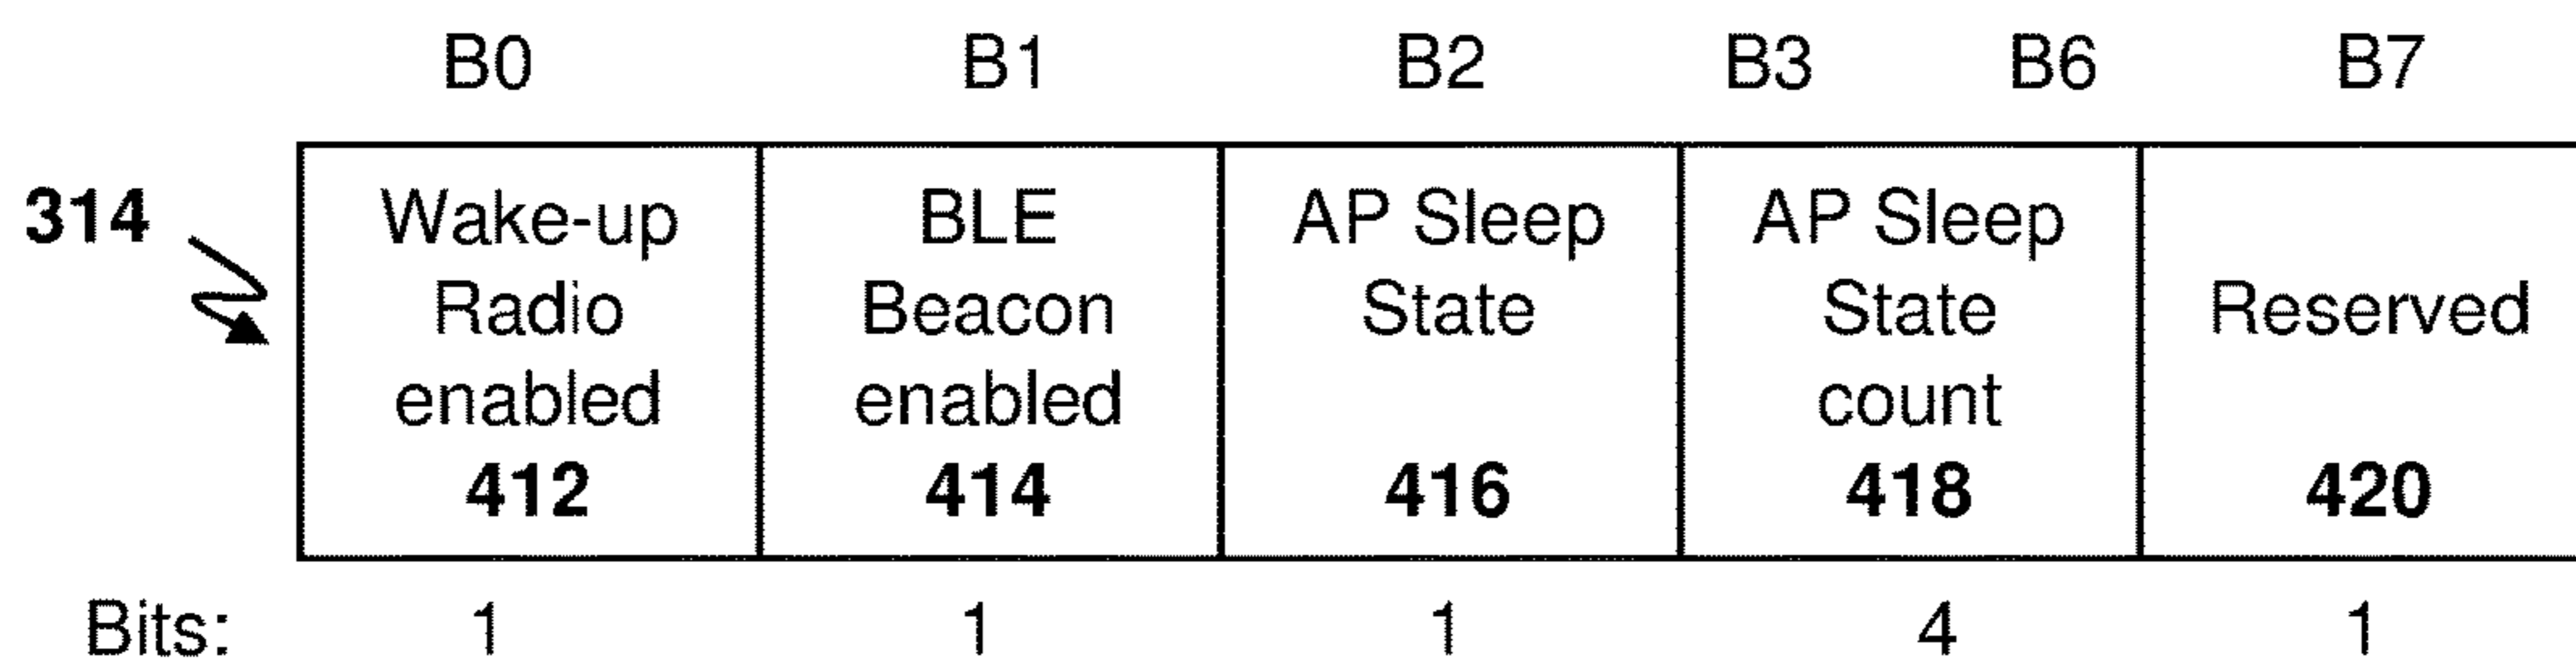 B0 B1 B2 B3 B6 B7
314
Wake-up
Radio
enabled
412
BLE
Beacon
enabled
414
AP Sleep
State
416
AP Sleep
State
count
418
Reserved
420
Bits: 1 1 1 4 1